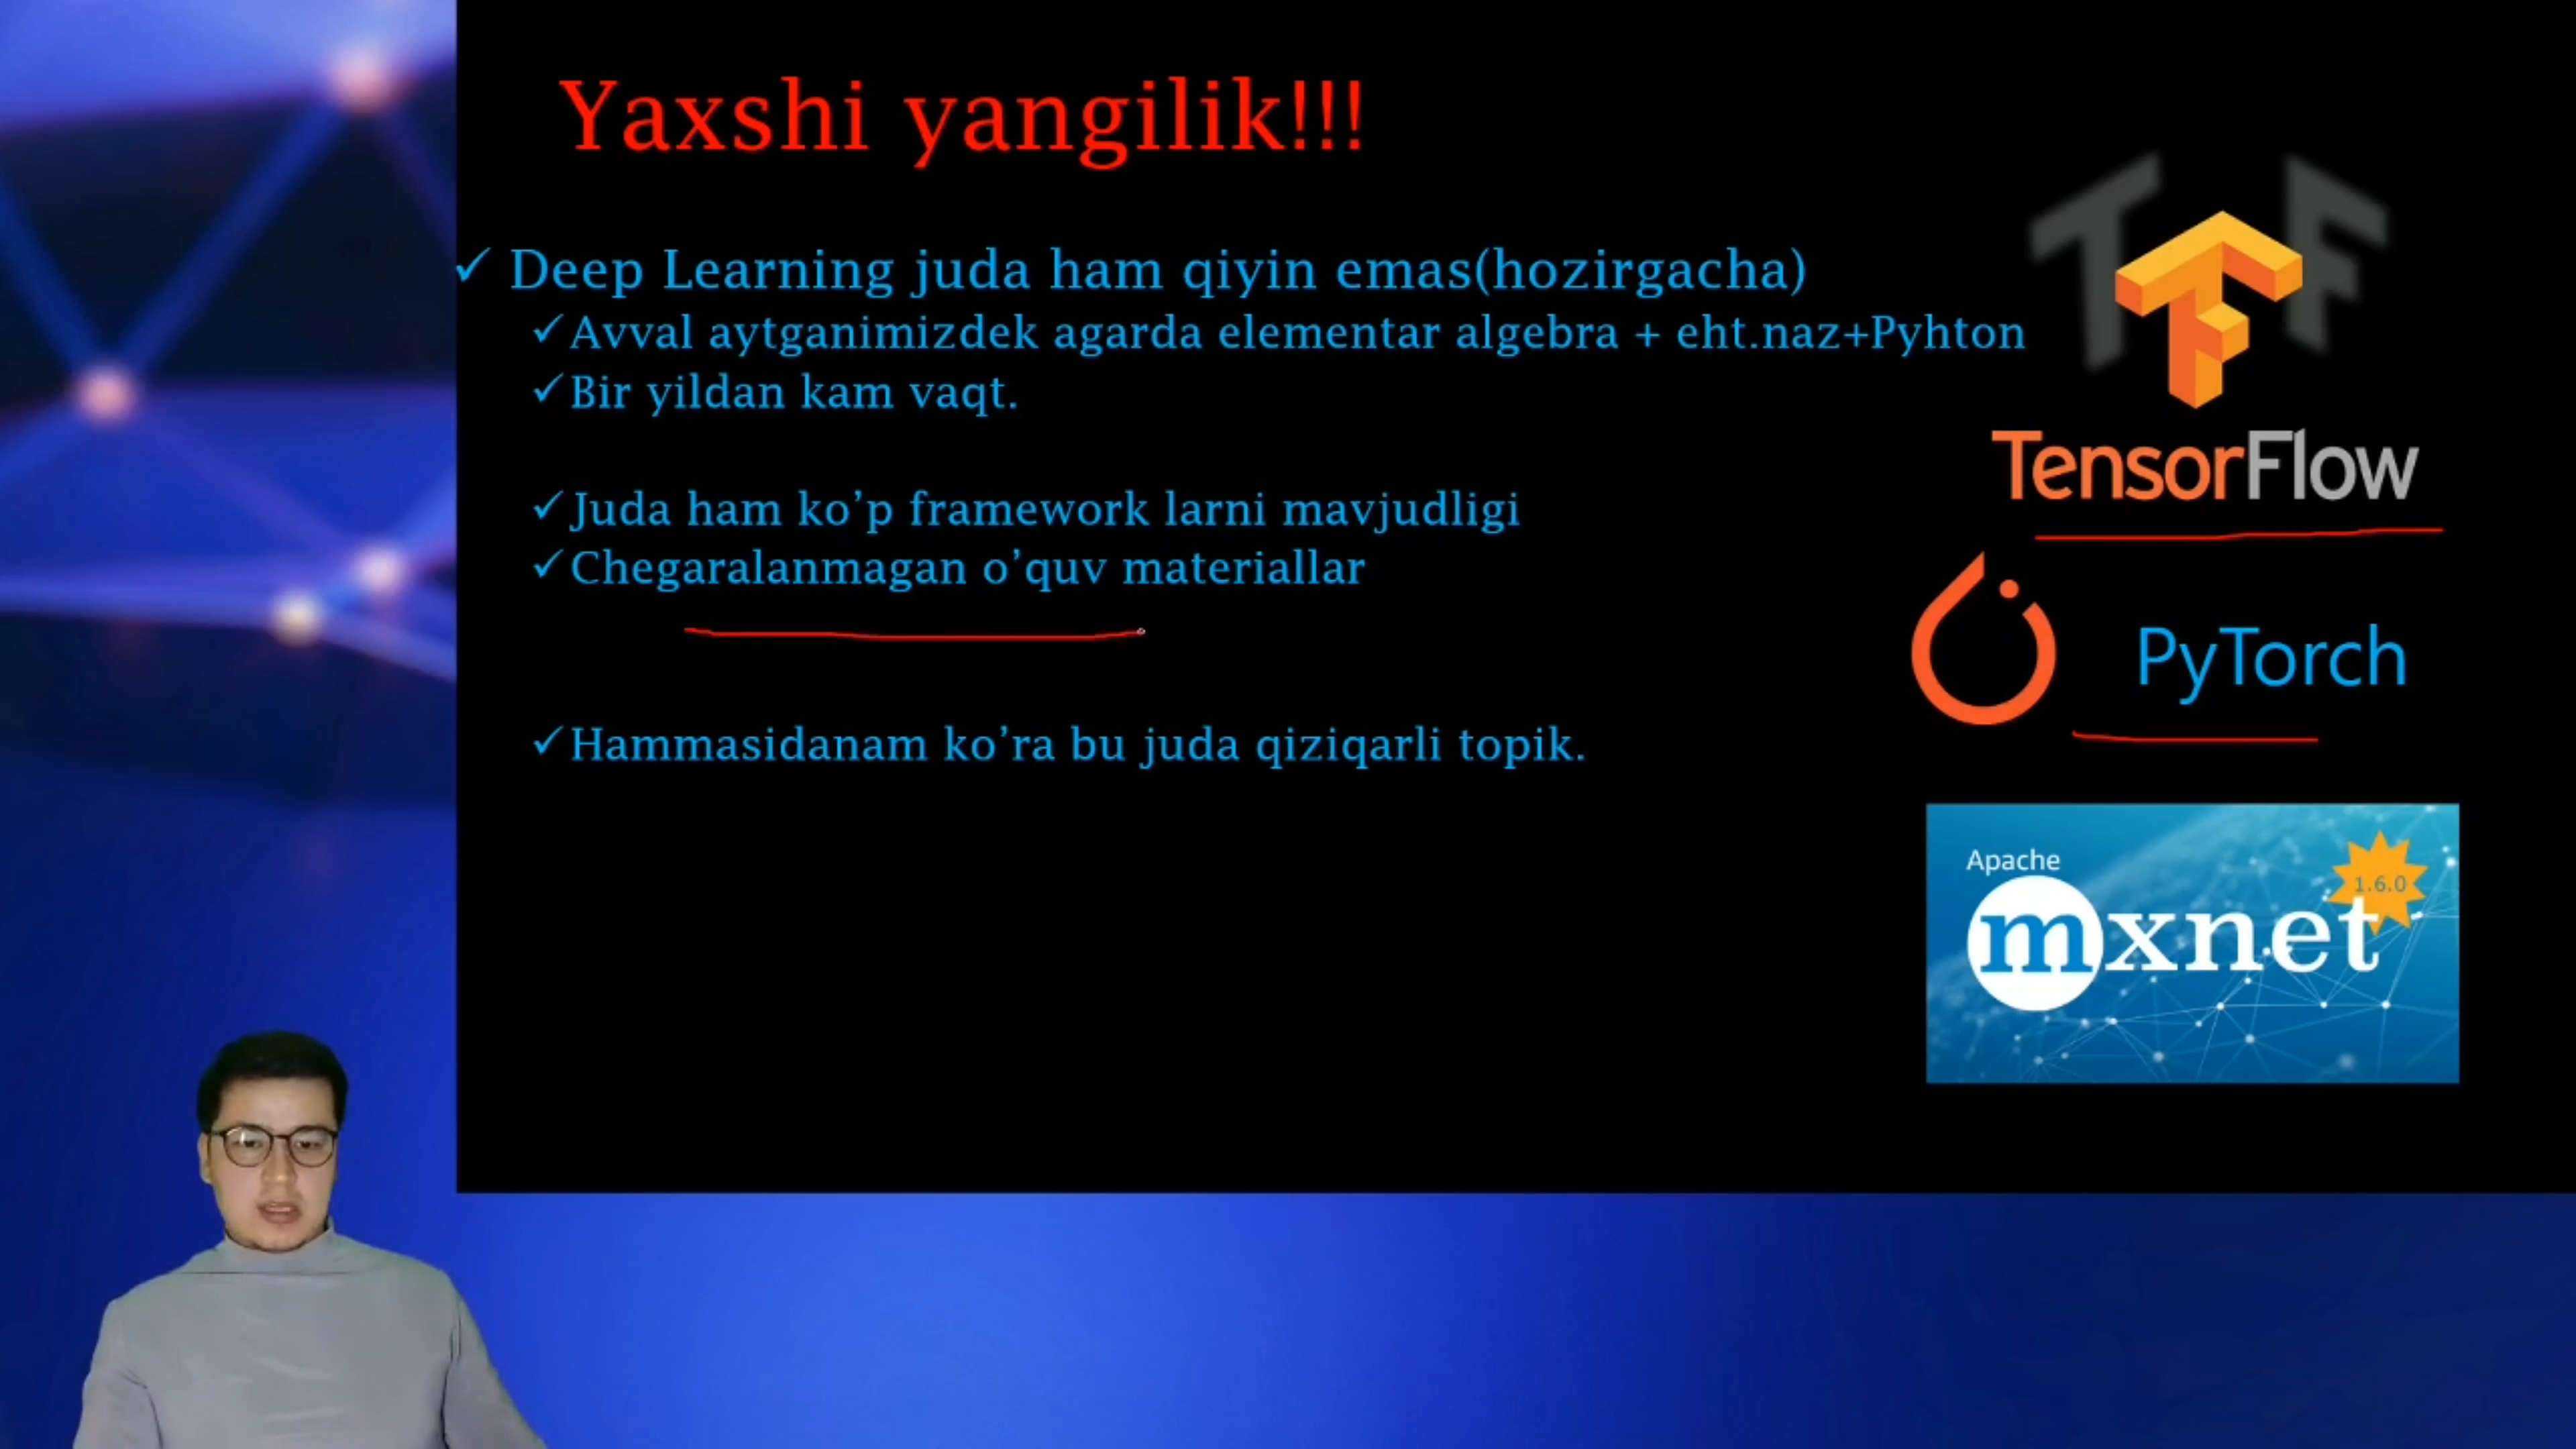 Yaxshi yangilik!!!
✓ Deep Learning juda ham qiyin emas(hozirgacha)
✓ Avval aytganimizdek agarda elementar algebra + eht.naz+Pyhton
✓ Bir yildan kam vaqt.
✓ Juda ham ko’p framework larni mavjudligi
✓ Chegaralanmagan o’quv materiallar
✓ Hammasidanam ko’ra bu juda qiziqarli topik.
TF
TensorFlow
PyTorch
Apache
1.6.0
mxnet